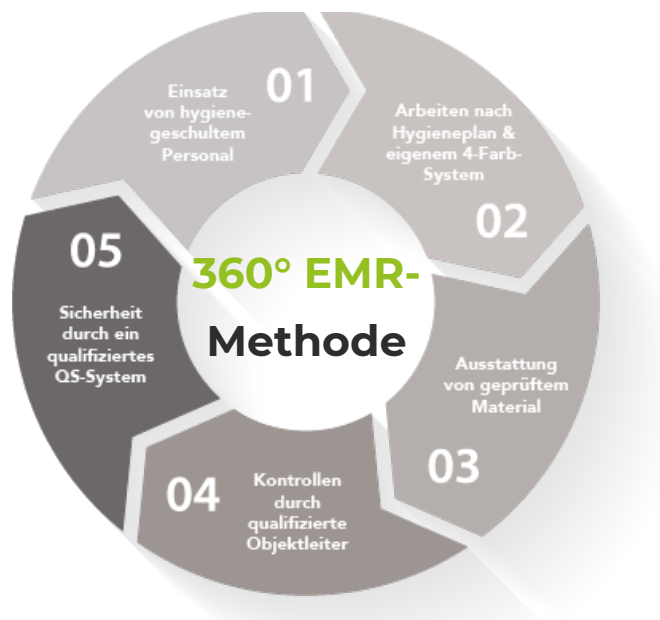 360° EMR-
Methode
01
Einsatz
von hygiene-
geschultem
Personal
Arbeiten nach
Hygieneplan &
eigenem 4-Farb-
System
02
Ausstattung
von geprüftem
Material
03
04
Kontrollen
durch
qualifizierte
Objektleiter
05
Sicherheit
durch ein
qualifiziertes
QS-System